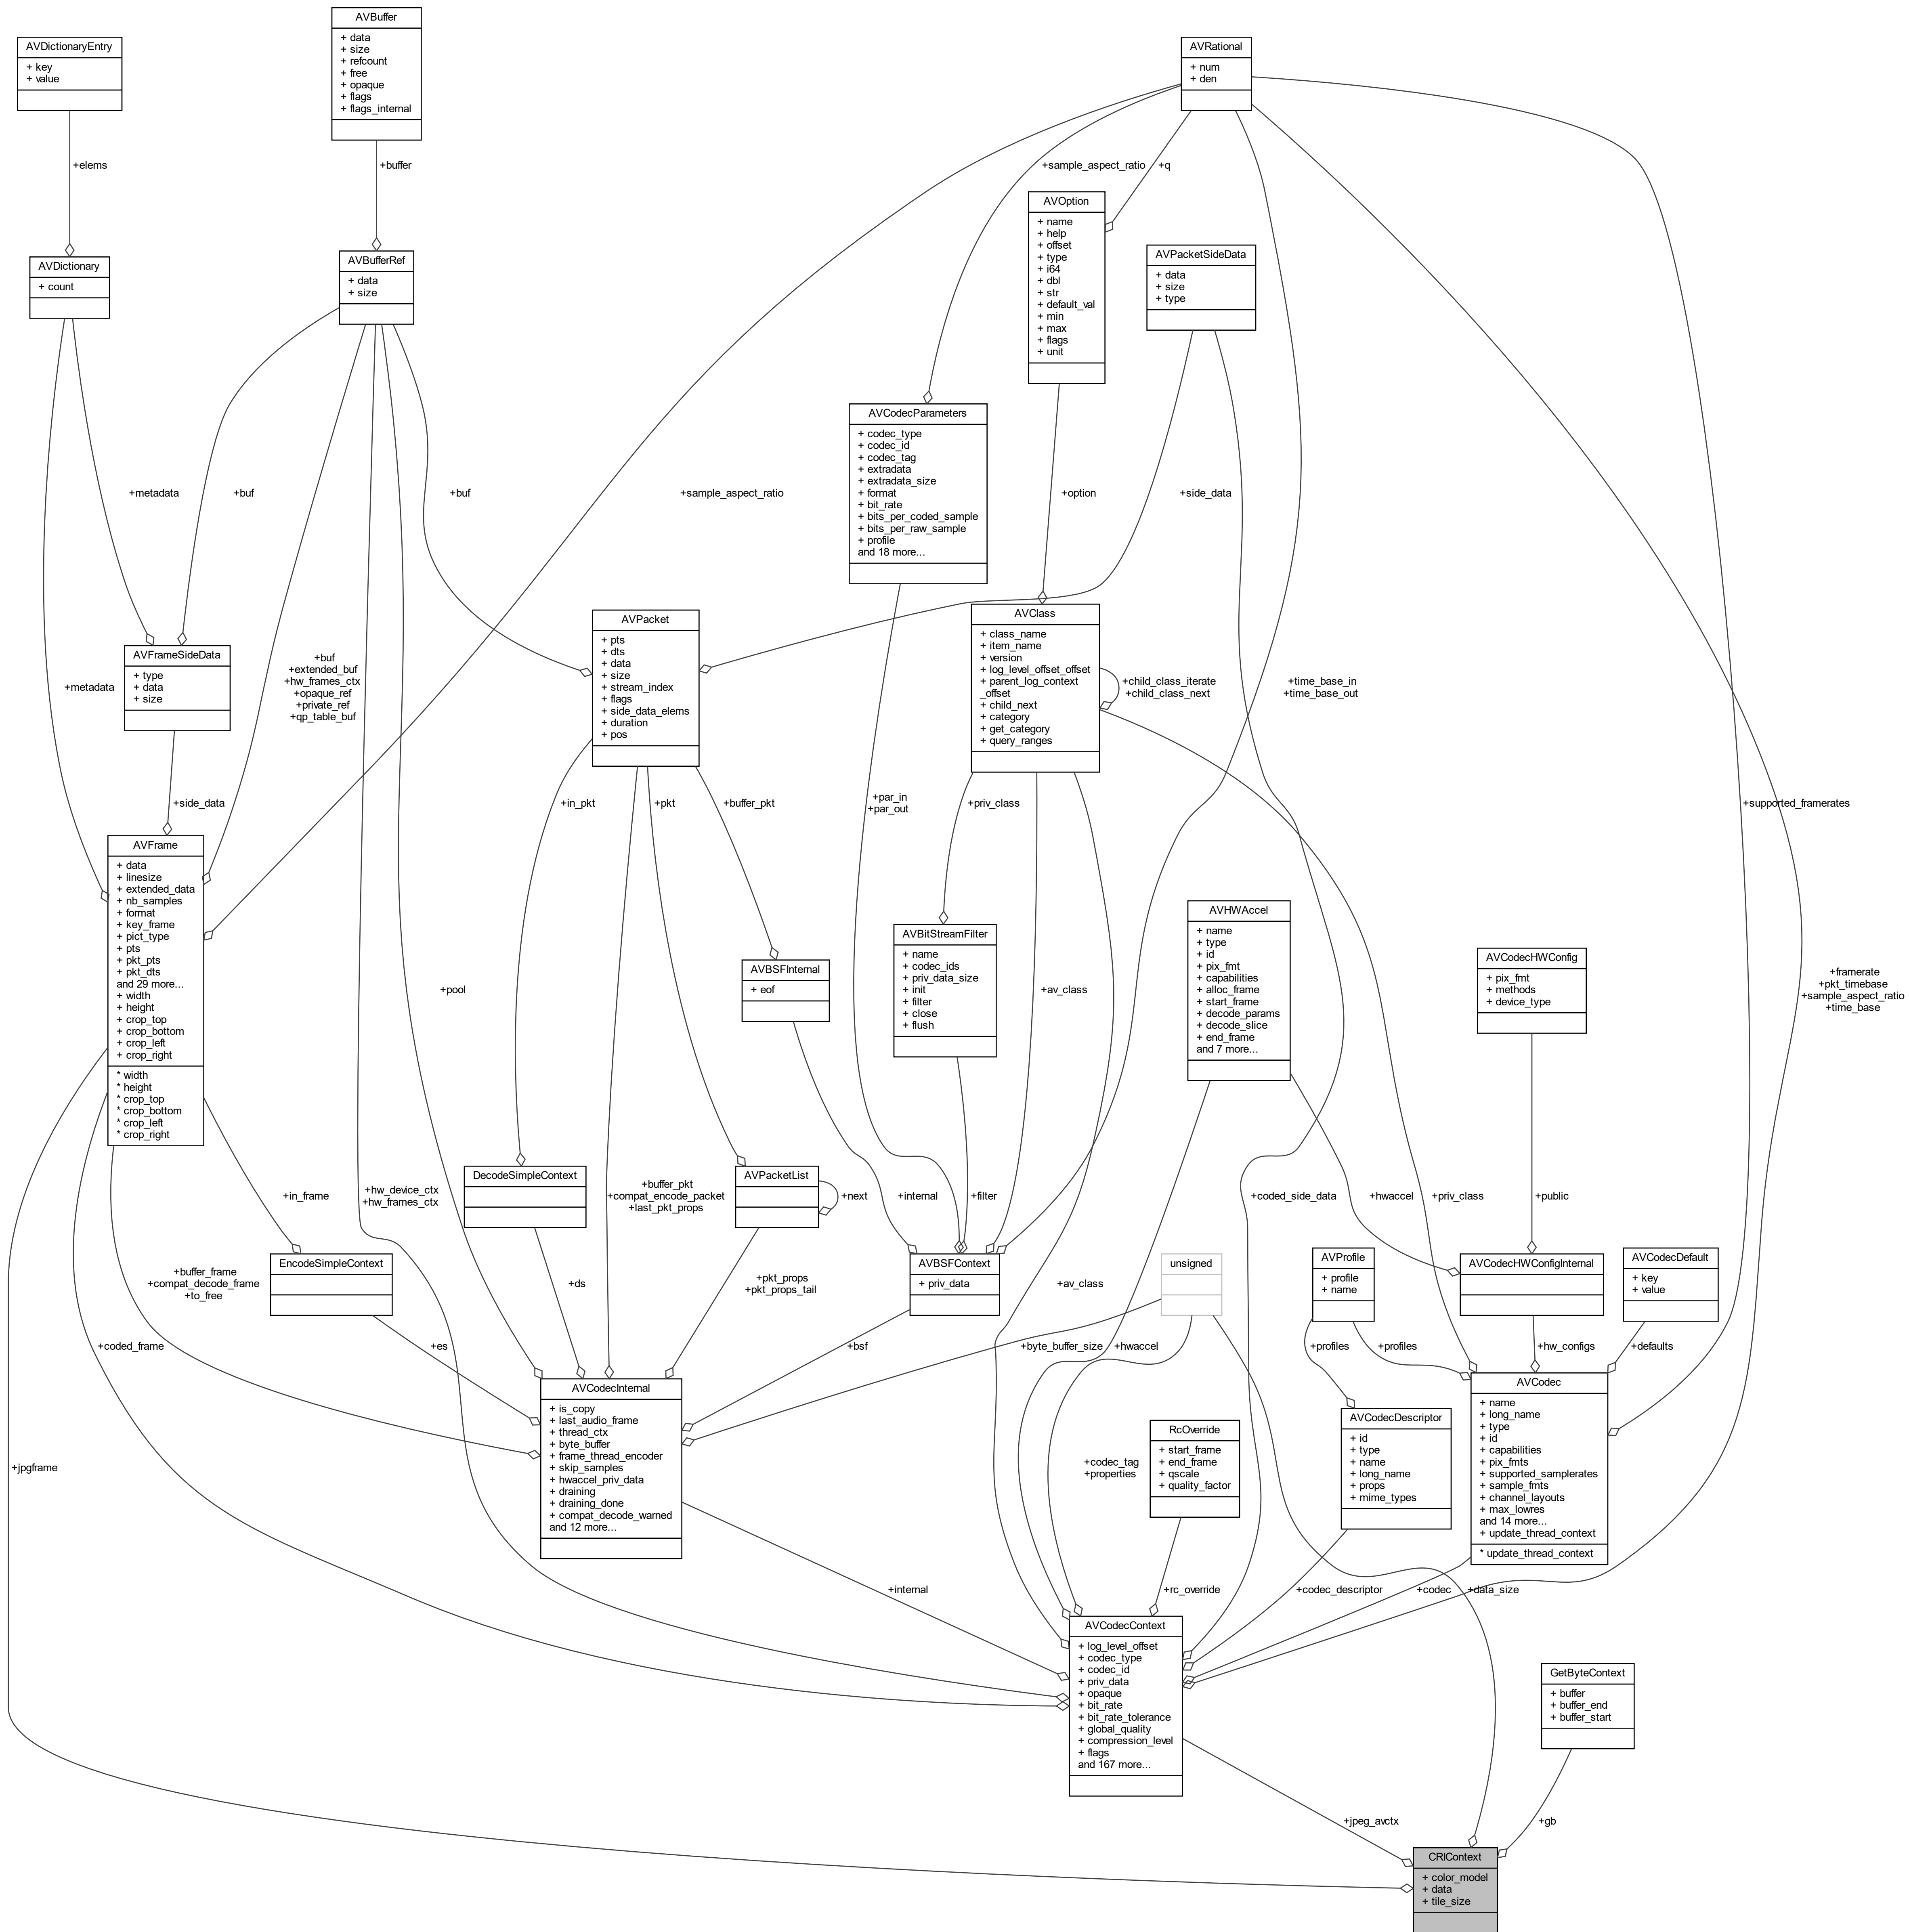 AVBuffer
+ data
+ size
+ refcount
+ free
+ opaque
+ flags
+ flags_internal
AVDictionaryEntry
+ key
+ value
AVRational
+ num
+ den
+elems
+buffer
+sample_aspect_ratio
+q
AVOption
+ name
+ help
+ offset
+ type
+ i64
+ dbl
+ str
+ default_val
+ min
+ max
+ flags
+ unit
AVPacketSideData
+ data
+ size
+ type
AVDictionary
+ count
AVBufferRef
+ data
+ size
AVCodecParameters
+ codec_type
+ codec_id
+ codec_tag
+ extradata
+ extradata_size
+ format
+ bit_rate
+ bits_per_coded_sample
+ bits_per_raw_sample
+ profile
and 18 more...
+metadata
+buf
+buf
+sample_aspect_ratio
+option
+side_data
AVPacket
+ pts
+ dts
+ data
+ size
+ stream_index
+ flags
+ side_data_elems
+ duration
+ pos
AVClass
+ class_name
+ item_name
+ version
+ log_level_offset_offset
+ parent_log_context
_offset
+ child_next
+ category
+ get_category
+ query_ranges
+child_class_iterate
+child_class_next
+time_base_in
+time_base_out
AVFrameSideData
+ type
+ data
+ size
+metadata
+buf
+extended_buf
+hw_frames_ctx
+opaque_ref
+private_ref
+qp_table_buf
+side_data
+in_pkt
+pkt
+buffer_pkt
+par_in
+par_out
+priv_class
+supported_framerates
AVFrame
+ data
+ linesize
+ extended_data
+ nb_samples
+ format
+ key_frame
+ pict_type
+ pts
+ pkt_pts
+ pkt_dts
and 29 more...
+ width
+ height
+ crop_top
+ crop_bottom
+ crop_left
+ crop_right
* width
* height
* crop_top
* crop_bottom
* crop_left
* crop_right
+pool
AVBSFInternal
+ eof
AVBitStreamFilter
+ name
+ codec_ids
+ priv_data_size
+ init
+ filter
+ close
+ flush
+av_class
AVHWAccel
+ name
+ type
+ id
+ pix_fmt
+ capabilities
+ alloc_frame
+ start_frame
+ decode_params
+ decode_slice
+ end_frame
and 7 more...
AVCodecHWConfig
+ pix_fmt
+ methods
+ device_type
+framerate
+pkt_timebase
+sample_aspect_ratio
+time_base
+in_frame
+hw_device_ctx
+hw_frames_ctx
DecodeSimpleContext
+buffer_pkt
+compat_encode_packet
+last_pkt_props
AVPacketList
+next
+internal
+filter
+coded_side_data
+hwaccel
+priv_class
+public
+buffer_frame
+compat_decode_frame
+to_free
EncodeSimpleContext
+ds
+pkt_props
+pkt_props_tail
AVBSFContext
+ priv_data
+av_class
unsigned
AVProfile
+ profile
+ name
AVCodecHWConfigInternal
AVCodecDefault
+ key
+ value
+coded_frame
+es
+bsf
+byte_buffer_size
+hwaccel
+profiles
+profiles
+hw_configs
+defaults
AVCodecInternal
+ is_copy
+ last_audio_frame
+ thread_ctx
+ byte_buffer
+ frame_thread_encoder
+ skip_samples
+ hwaccel_priv_data
+ draining
+ draining_done
+ compat_decode_warned
and 12 more...
+jpgframe
+codec_tag
+properties
RcOverride
+ start_frame
+ end_frame
+ qscale
+ quality_factor
AVCodecDescriptor
+ id
+ type
+ name
+ long_name
+ props
+ mime_types
AVCodec
+ name
+ long_name
+ type
+ id
+ capabilities
+ pix_fmts
+ supported_samplerates
+ sample_fmts
+ channel_layouts
+ max_lowres
and 14 more...
+ update_thread_context
* update_thread_context
+internal
+rc_override
+codec_descriptor
+codec
+data_size
AVCodecContext
+ log_level_offset
+ codec_type
+ codec_id
+ priv_data
+ opaque
+ bit_rate
+ bit_rate_tolerance
+ global_quality
+ compression_level
+ flags
and 167 more...
GetByteContext
+ buffer
+ buffer_end
+ buffer_start
+jpeg_avctx
+gb
CRIContext
+ color_model
+ data
+ tile_size